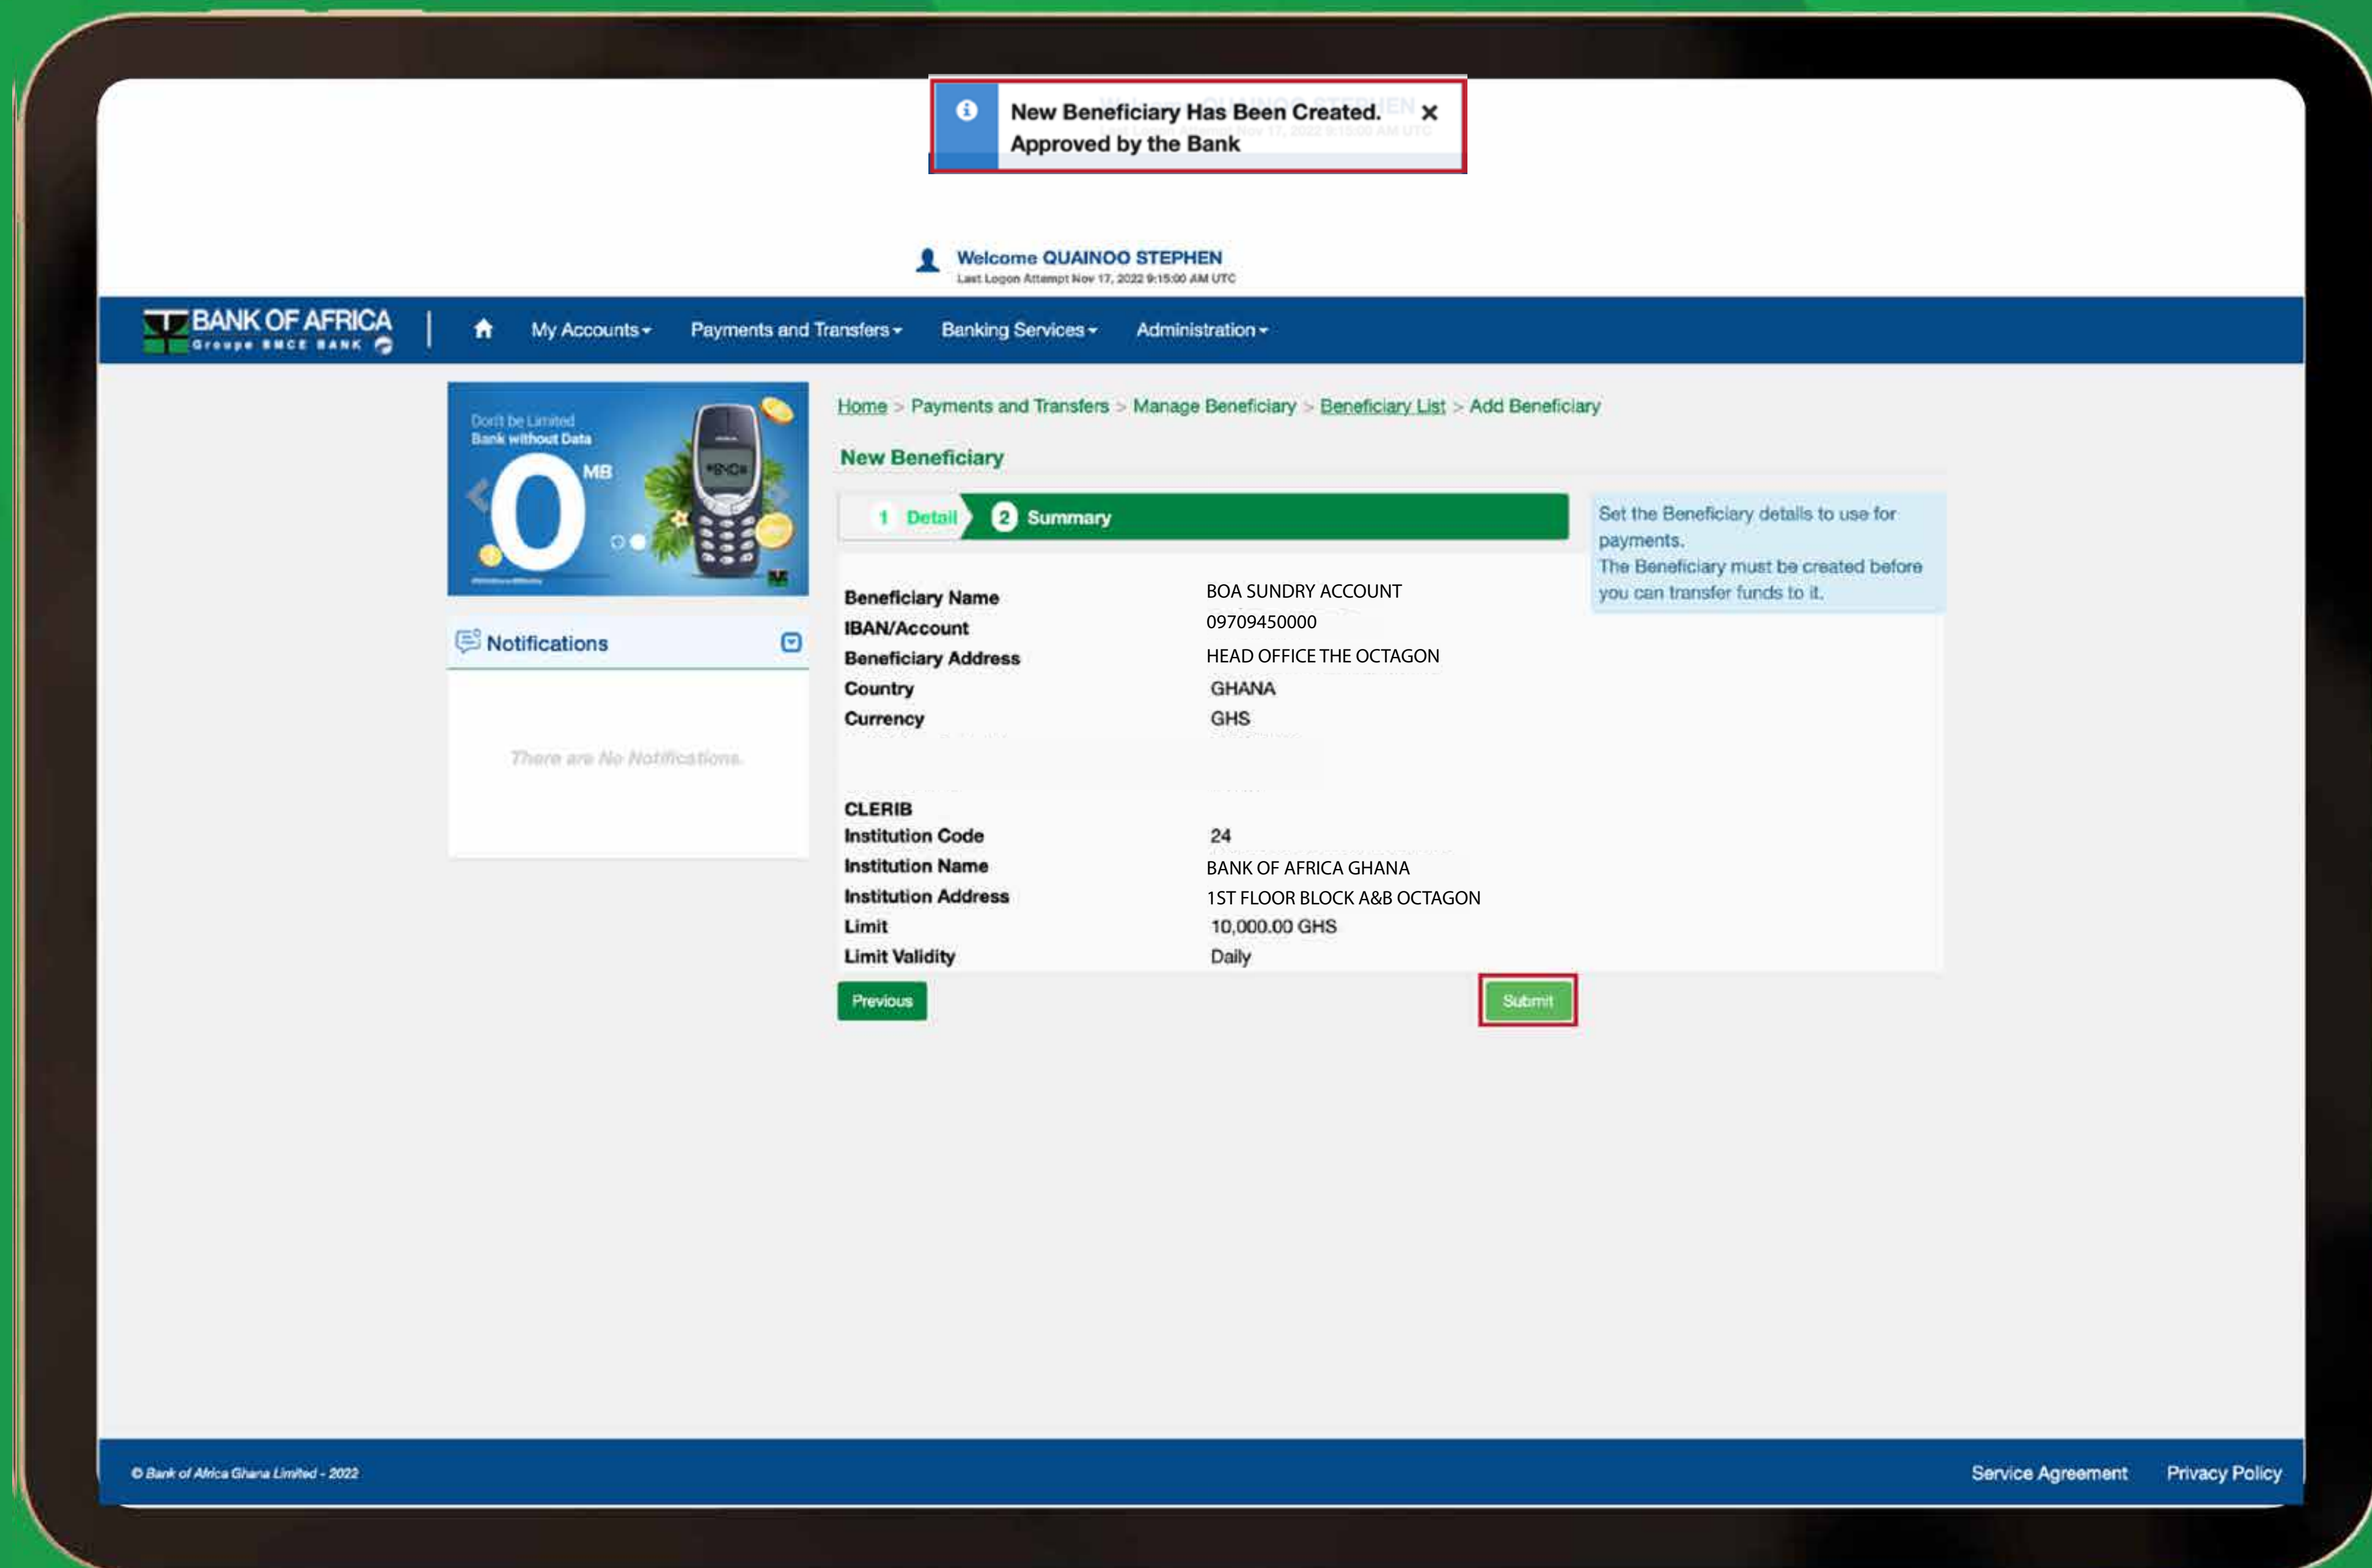 New Beneficiary Has Been Created.
Approved by the Bank
Welcome QUAINOO STEPHEN
Last Logon Attempt Nov 17, 2022 9:15:00 AM UTC
BANK OF AFRICA
Groupe BMCE BANK
My Accounts
Payments and Transfers
Banking Services
Administration
Don't be Limited
Bank without Data
0 MB
Home > Payments and Transfers > Manage Beneficiary > Beneficiary List > Add Beneficiary
New Beneficiary
1 Detail
2 Summary
Set the Beneficiary details to use for
payments.
The Beneficiary must be created before
you can transfer funds to it.
Notifications
There are No Notifications.
Beneficiary Name BOA SUNDRY ACCOUNT
IBAN/Account 09709450000
Beneficiary Address HEAD OFFICE THE OCTAGON
Country GHANA
Currency GHS
CLERIB
Institution Code 24
Institution Name BANK OF AFRICA GHANA
Institution Address 1ST FLOOR BLOCK A&B OCTAGON
Limit 10,000.00 GHS
Limit Validity Daily
Previous
Submit
© Bank of Africa Ghana Limited - 2022
Service Agreement
Privacy Policy